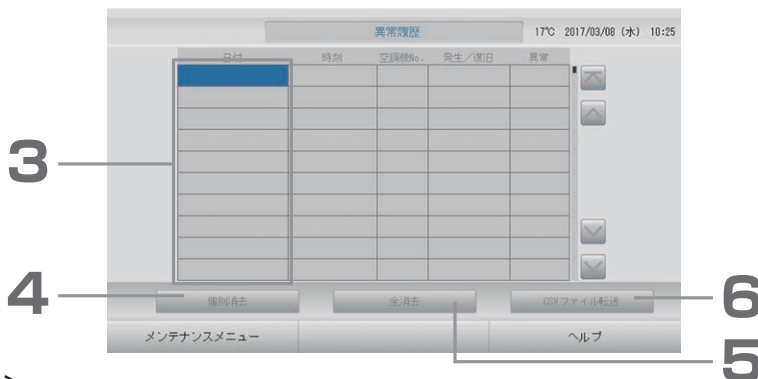 異常履歴 17℃ 2017/03/08 (水) 10:25
日付 時刻 空調機No. 発生/復旧 異常
3
4 個別消去 全消去 CSVファイル転送 6
メンテナンスメニュー ヘルプ
5